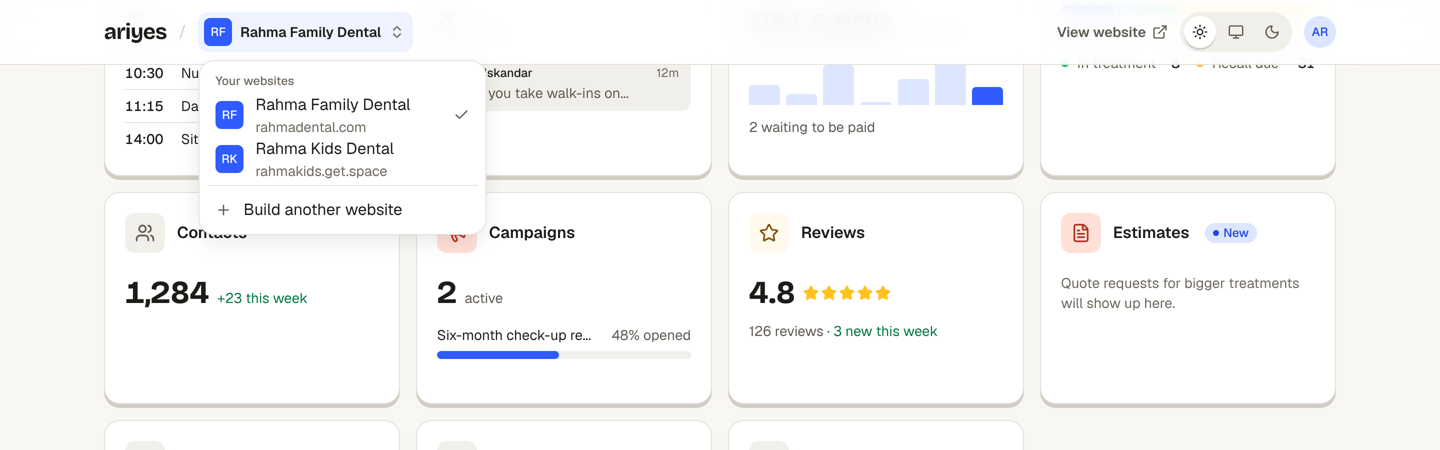 ariyes / RF Rahma Family Dental
View website
AR
Your websites
RF Rahma Family Dental
rahmadental.com
RK Rahma Kids Dental
rahmakids.get.space
+ Build another website
10:30 Nu
11:15 Da
14:00 Sit
skandar 12m
you take walk-ins on…
2 waiting to be paid
In treatment
Recall due
Contacts
1,284 +23 this week
Campaigns
2 active
Six-month check-up re… 48% opened
Reviews
4.8
126 reviews · 3 new this week
Estimates New
Quote requests for bigger treatments
will show up here.